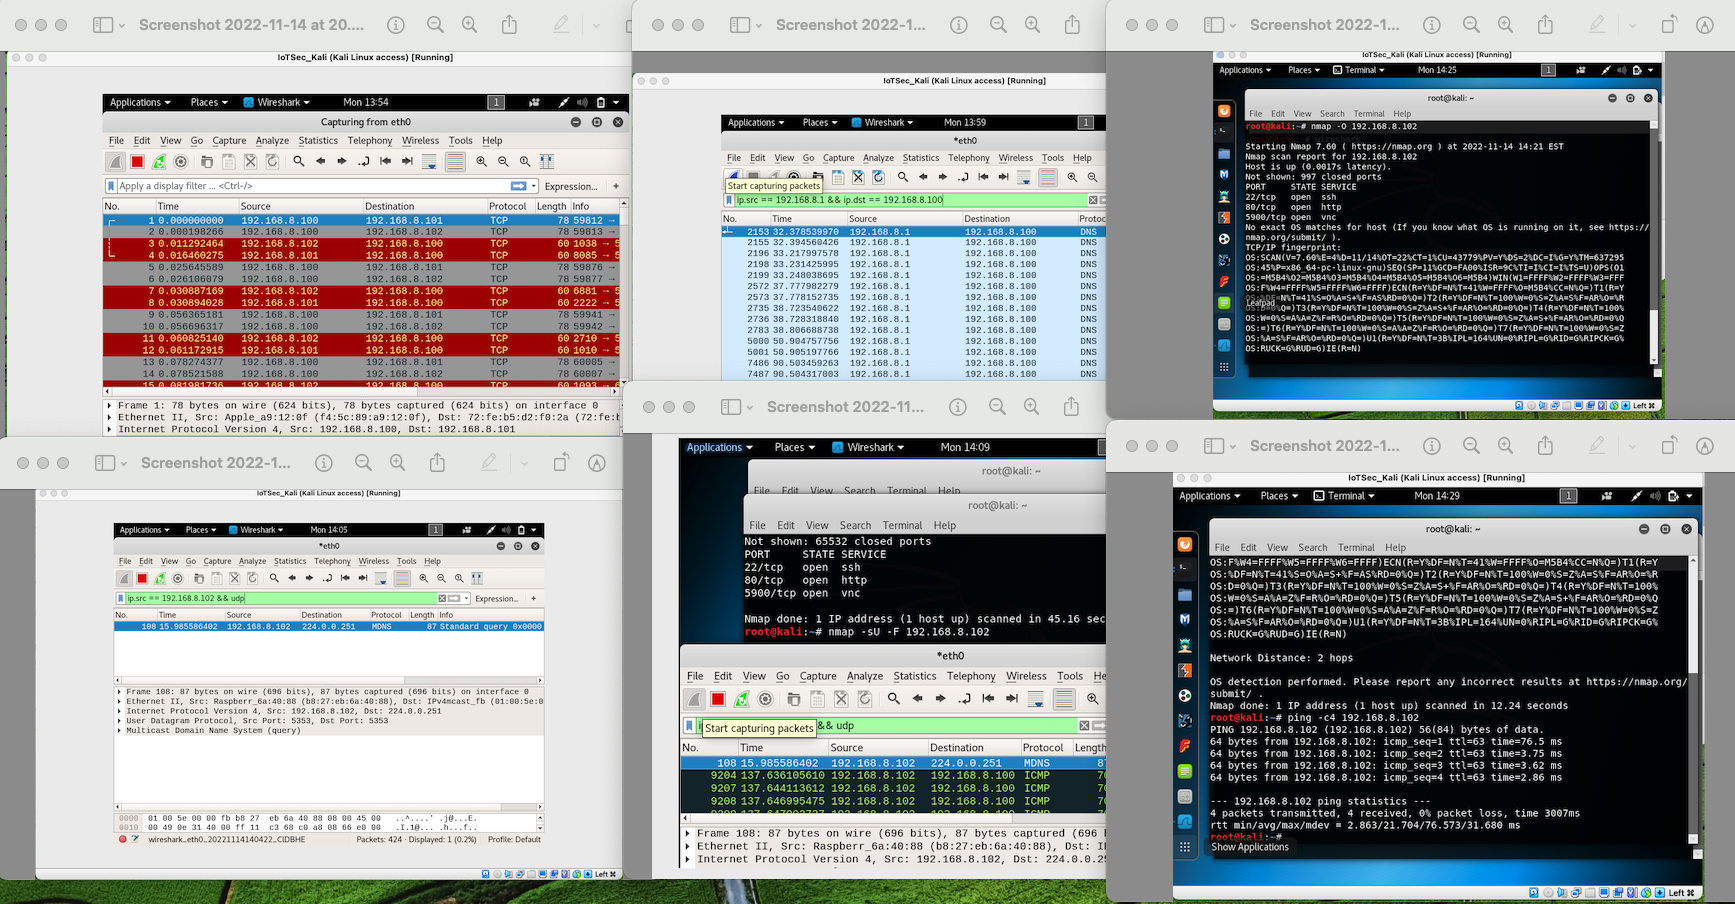 Screenshot 2022-11-14 at 20....
IoTSec_Kali (Kali Linux access) [Running]
Applications Places Wireshark Mon 13:54 1
Capturing from eth0
File Edit View Go Capture Analyze Statistics Telephony Wireless Tools Help
Apply a display filter ... <Ctrl-/> Expression... +
No. Time Source Destination Protocol Length Info
1 0.000000000 192.168.8.100 192.168.8.101 TCP 78 59812 →
2 0.000198266 192.168.8.100 192.168.8.101 TCP 78 59813 →
3 0.011292464 192.168.8.102 192.168.8.100 TCP 60 1038 → 5
4 0.016460275 192.168.8.102 192.168.8.100 TCP 60 8085 → 5
5 0.025645589 192.168.8.100 192.168.8.101 TCP 78 59876 →
6 0.026106079 192.168.8.100 192.168.8.102 TCP 78 59877 →
7 0.030887169 192.168.8.102 192.168.8.100 TCP 60 6881 → 5
8 0.030894028 192.168.8.102 192.168.8.100 TCP 60 2222 → 5
9 0.056365181 192.168.8.100 192.168.8.101 TCP 78 59941 →
10 0.056696317 192.168.8.100 192.168.8.102 TCP 78 59942 →
11 0.060825140 192.168.8.102 192.168.8.100 TCP 60 2710 → 5
12 0.061172915 192.168.8.102 192.168.8.100 TCP 60 1010 → 5
13 0.078274377 192.168.8.100 192.168.8.101 TCP 78 60005 →
14 0.078521588 192.168.8.100 192.168.8.102 TCP 78 60007 →
15 0.081981736 192.168.8.102 192.168.8.100 TCP 60 1093 → 6
Frame 1: 78 bytes on wire (624 bits), 78 bytes captured (624 bits) on interface 0
Ethernet II, Src: Apple_a9:12:0f (f4:5c:89:a9:12:0f), Dst: 72:fe:b5:d2:f0:2a (72:fe:b
Internet Protocol Version 4, Src: 192.168.8.100, Dst: 192.168.8.101
Screenshot 2022-1...
IoTSec_Kali (Kali Linux access) [Running]
Applications Places Wireshark Mon 13:59 1
*eth0
File Edit View Go Capture Analyze Statistics Telephony Wireless Tools Help
Start capturing packets
ip.src == 192.168.8.1 && ip.dst == 192.168.8.100
No. Time Source Destination Protoc
2153 32.378539970 192.168.8.1 192.168.8.100 DNS
2155 32.394560426 192.168.8.1 192.168.8.100 DNS
2196 33.217997578 192.168.8.1 192.168.8.100 DNS
2198 33.231425995 192.168.8.1 192.168.8.100 DNS
2199 33.248038695 192.168.8.1 192.168.8.100 DNS
2572 37.777982279 192.168.8.1 192.168.8.100 DNS
2573 37.778152735 192.168.8.1 192.168.8.100 DNS
2735 38.723540622 192.168.8.1 192.168.8.100 DNS
2736 38.728318840 192.168.8.1 192.168.8.100 DNS
2783 38.806688738 192.168.8.1 192.168.8.100 DNS
5000 50.904757756 192.168.8.1 192.168.8.100 DNS
5001 50.905197766 192.168.8.1 192.168.8.100 DNS
7486 90.503459263 192.168.8.1 192.168.8.100 DNS
7487 90.504317003 192.168.8.1 192.168.8.100 DNS
Screenshot 2022-1...
IoTSec_Kali (Kali Linux access) [Running]
Applications Places Terminal Mon 14:25 1
root@kali: ~
File Edit View Search Terminal Help
root@kali:~# nmap -O 192.168.8.102
Starting Nmap 7.60 ( https://nmap.org ) at 2022-11-14 14:21 EST
Nmap scan report for 192.168.8.102
Host is up (0.0017s latency).
Not shown: 997 closed ports
PORT STATE SERVICE
22/tcp open ssh
80/tcp open http
5900/tcp open vnc
No exact OS matches for host (If you know what OS is running on it, see https://
nmap.org/submit/ ).
TCP/IP fingerprint:
OS:SCAN(V=7.60%E=4%D=11/14%OT=22%CT=1%CU=43779%PV=Y%DS=2%DC=I%G=Y%TM=637295
OS:45%P=x86_64-pc-linux-gnu)SEQ(SP=11%GCD=FA00%ISR=9C%TI=I%CI=I%TS=U)OPS(O1
OS:=M5B4%O2=M5B4%O3=M5B4%O4=M5B4%O5=M5B4%O6=M5B4)WIN(W1=FFFF%W2=FFFF%W3=FFF
OS:F%W4=FFFF%W5=FFFF%W6=FFFF)ECN(R=Y%DF=N%T=41%W=FFFF%O=M5B4%CC=N%Q=)T1(R=Y
OS:%DF=N%T=41%S=O%A=S+%F=AS%RD=0%Q=)T2(R=Y%DF=N%T=100%W=0%S=Z%A=S%F=AR%O=%R
Leafpad
D=0%Q=)T3(R=Y%DF=N%T=100%W=0%S=Z%A=S+%F=AR%O=%RD=0%Q=)T4(R=Y%DF=N%T=100%
OS:W=0%S=A%A=Z%F=R%O=%RD=0%Q=)T5(R=Y%DF=N%T=100%W=0%S=Z%A=S+%F=AR%O=%RD=0%Q
OS:=)T6(R=Y%DF=N%T=100%W=0%S=A%A=Z%F=R%O=%RD=0%Q=)T7(R=Y%DF=N%T=100%W=0%S=Z
OS:%A=S%F=AR%O=%RD=0%Q=)U1(R=Y%DF=N%T=3B%IPL=164%UN=0%RIPL=G%RID=G%RIPCK=G%
OS:RUCK=G%RUD=G)IE(R=N)
Left ⌘
Screenshot 2022-1...
IoTSec_Kali (Kali Linux access) [Running]
Applications Places Wireshark Mon 14:05 1
*eth0
File Edit View Go Capture Analyze Statistics Telephony Wireless Tools Help
ip.src == 192.168.8.102 && udp Expression... +
No. Time Source Destination Protocol Length Info
108 15.985586402 192.168.8.102 224.0.0.251 MDNS 87 Standard query 0x0000
Frame 108: 87 bytes on wire (696 bits), 87 bytes captured (696 bits) on interface 0
Ethernet II, Src: Raspberr_6a:40:88 (b8:27:eb:6a:40:88), Dst: IPv4mcast_fb (01:00:5e:0
Internet Protocol Version 4, Src: 192.168.8.102, Dst: 224.0.0.251
User Datagram Protocol, Src Port: 5353, Dst Port: 5353
Multicast Domain Name System (query)
0000 01 00 5e 00 00 fb b8 27 eb 6a 40 88 08 00 45 00 ..^....' .j@...E.
0010 00 49 0e 31 40 00 ff 11 c3 68 c0 a8 08 66 e0 00 .I.1@... .h...f..
wireshark_eth0_20221114140422_CIDBHE Packets: 424 · Displayed: 1 (0.2%) Profile: Default
Left ⌘
Screenshot 2022-11...
Applications Places Wireshark Mon 14:09
root@kali: ~
File Edit View Search Terminal Help
root@kali: ~
File Edit View Search Terminal Help
Not shown: 65532 closed ports
PORT STATE SERVICE
22/tcp open ssh
80/tcp open http
5900/tcp open vnc
Nmap done: 1 IP address (1 host up) scanned in 45.16 sec
root@kali:~# nmap -sU -F 192.168.8.102
*eth0
File Edit View Go Capture Analyze Statistics Telephony Wireless Tools He
Start capturing packets && udp
No. Time Source Destination Protocol Length
108 15.985586402 192.168.8.102 224.0.0.251 MDNS 87
9204 137.636105610 192.168.8.102 192.168.8.100 ICMP 70
9207 137.644113612 192.168.8.102 192.168.8.100 ICMP 70
9208 137.646995475 192.168.8.102 192.168.8.100 ICMP 70
Frame 108: 87 bytes on wire (696 bits), 87 bytes captured (696 b
Ethernet II, Src: Raspberr_6a:40:88 (b8:27:eb:6a:40:88), Dst: IP
Internet Protocol Version 4, Src: 192.168.8.102, Dst: 224.0.0.25
Screenshot 2022-1...
IoTSec_Kali (Kali Linux access) [Running]
Applications Places Terminal Mon 14:29 1
root@kali: ~
File Edit View Search Terminal Help
OS:F%W4=FFFF%W5=FFFF%W6=FFFF)ECN(R=Y%DF=N%T=41%W=FFFF%O=M5B4%CC=N%Q=)T1(R=Y
OS:%DF=N%T=41%S=O%A=S+%F=AS%RD=0%Q=)T2(R=Y%DF=N%T=100%W=0%S=Z%A=S%F=AR%O=%R
OS:D=0%Q=)T3(R=Y%DF=N%T=100%W=0%S=Z%A=S+%F=AR%O=%RD=0%Q=)T4(R=Y%DF=N%T=100%
OS:W=0%S=A%A=Z%F=R%O=%RD=0%Q=)T5(R=Y%DF=N%T=100%W=0%S=Z%A=S+%F=AR%O=%RD=0%Q
OS:=)T6(R=Y%DF=N%T=100%W=0%S=A%A=Z%F=R%O=%RD=0%Q=)T7(R=Y%DF=N%T=100%W=0%S=Z
OS:%A=S%F=AR%O=%RD=0%Q=)U1(R=Y%DF=N%T=3B%IPL=164%UN=0%RIPL=G%RID=G%RIPCK=G%
OS:RUCK=G%RUD=G)IE(R=N)
Network Distance: 2 hops
OS detection performed. Please report any incorrect results at https://nmap.org/
submit/ .
Nmap done: 1 IP address (1 host up) scanned in 12.24 seconds
root@kali:~# ping -c4 192.168.8.102
PING 192.168.8.102 (192.168.8.102) 56(84) bytes of data.
64 bytes from 192.168.8.102: icmp_seq=1 ttl=63 time=76.5 ms
64 bytes from 192.168.8.102: icmp_seq=2 ttl=63 time=3.75 ms
64 bytes from 192.168.8.102: icmp_seq=3 ttl=63 time=3.62 ms
64 bytes from 192.168.8.102: icmp_seq=4 ttl=63 time=2.86 ms
--- 192.168.8.102 ping statistics ---
4 packets transmitted, 4 received, 0% packet loss, time 3007ms
rtt min/avg/max/mdev = 2.863/21.704/76.573/31.680 ms
root@kali:~#
Show Applications
Left ⌘